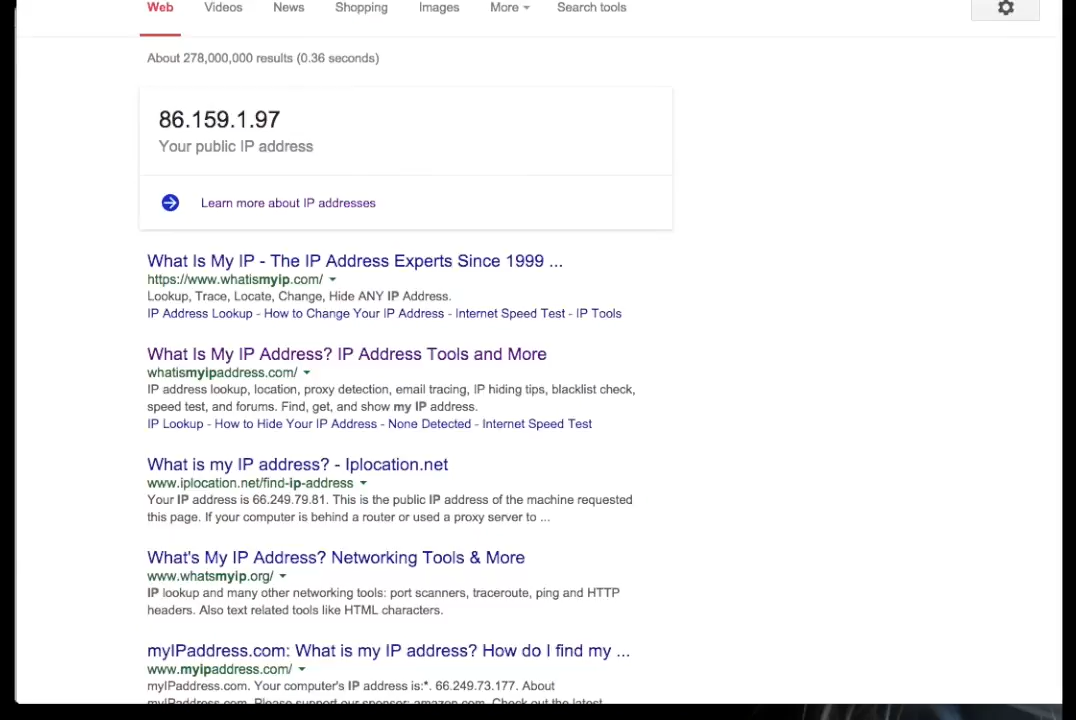 Web Videos News Shopping Images More Search tools
About 278,000,000 results (0.36 seconds)
86.159.1.97
Your public IP address
Learn more about IP addresses
What Is My IP - The IP Address Experts Since 1999 ...
https://www.whatismyip.com/
Lookup, Trace, Locate, Change, Hide ANY IP Address.
IP Address Lookup - How to Change Your IP Address - Internet Speed Test - IP Tools
What Is My IP Address? IP Address Tools and More
whatismyipaddress.com/
IP address lookup, location, proxy detection, email tracing, IP hiding tips, blacklist check,
speed test, and forums. Find, get, and show my IP address.
IP Lookup - How to Hide Your IP Address - None Detected - Internet Speed Test
What is my IP address? - Iplocation.net
www.iplocation.net/find-ip-address
Your IP address is 66.249.79.81. This is the public IP address of the machine requested
this page. If your computer is behind a router or used a proxy server to ...
What's My IP Address? Networking Tools & More
www.whatsmyip.org/
IP lookup and many other networking tools: port scanners, traceroute, ping and HTTP
headers. Also text related tools like HTML characters.
myIPaddress.com: What is my IP address? How do I find my ...
www.myipaddress.com/
myIPaddress.com. Your computer's IP address is:*. 66.249.73.177. About
myIPaddress.com. Please support our sponsor: amazon.com. Check out the latest